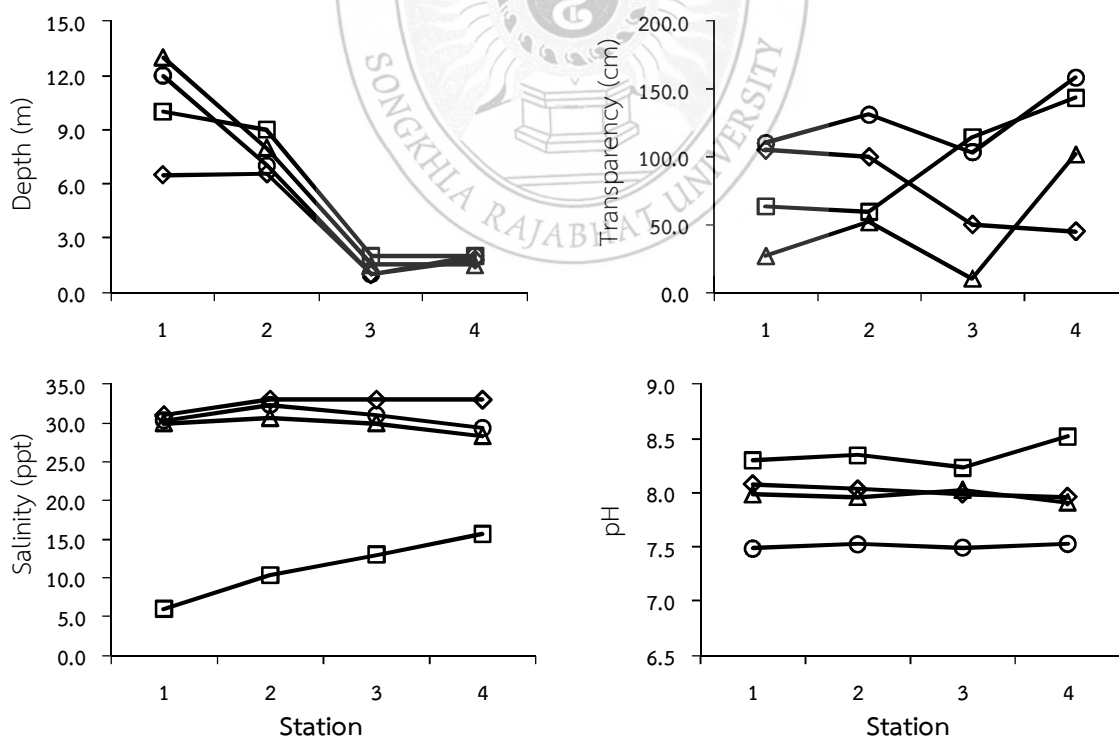 Depth (m)
15.0
12.0
9.0
6.0
3.0
0.0
1 2 3 4
Transparency (cm)
200.0
150.0
100.0
50.0
0.0
1 2 3 4
SONGKHLA RAJABHAT UNIVERSITY
Salinity (ppt)
35.0
30.0
25.0
20.0
15.0
10.0
5.0
0.0
1 2 3 4
Station
pH
9.0
8.5
8.0
7.5
7.0
6.5
1 2 3 4
Station